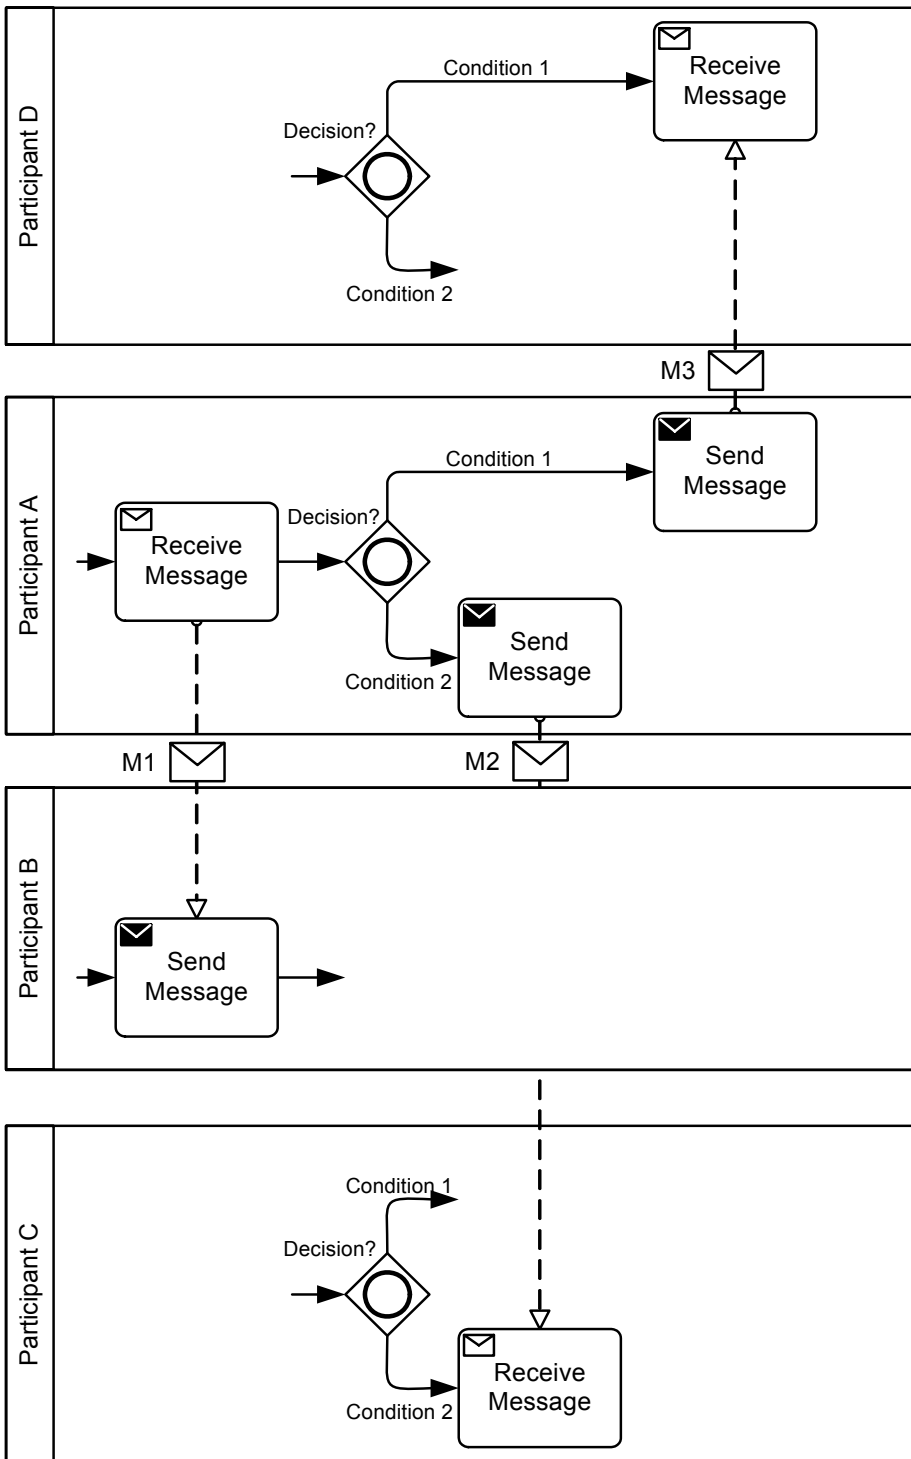 Participant D
Decision?
Condition 1
Condition 2
Receive
Message
M3
Participant A
Receive
Message
Decision?
Condition 1
Condition 2
Send
Message
Send
Message
M1
M2
Participant B
Send
Message
Participant C
Condition 1
Decision?
Condition 2
Receive
Message